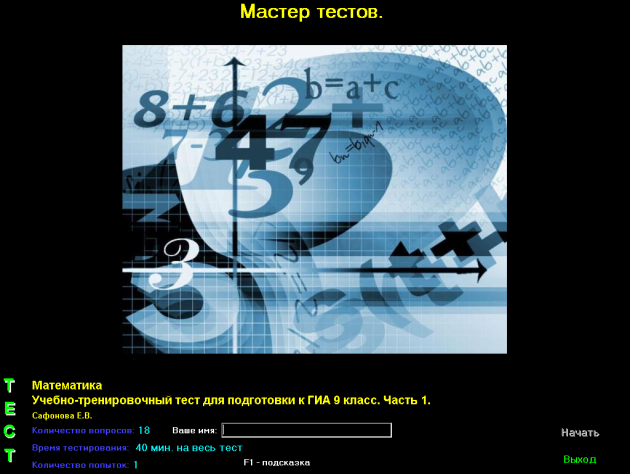 Мастер тестов.
8+6
b=a+c
47
3
Т
Е
С
Т
Математика
Учебно-тренировочный тест для подготовки к ГИА 9 класс. Часть 1.
Сафонова Е.В.
Количество вопросов: 18
Ваше имя:
Время тестирования: 40 мин. на весь тест
Количество попыток: 1
F1 - подсказка
Начать
Выход